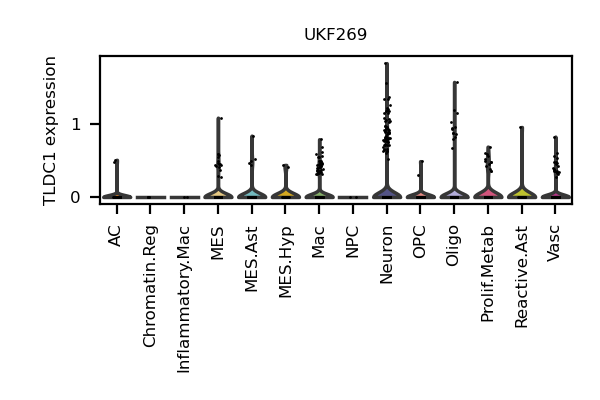 UKF269
TLDC1 expression
1
0
AC
Chromatin.Reg
Inflammatory.Mac
MES
MES.Ast
MES.Hyp
Mac
NPC
Neuron
OPC
Oligo
Prolif.Metab
Reactive.Ast
Vasc